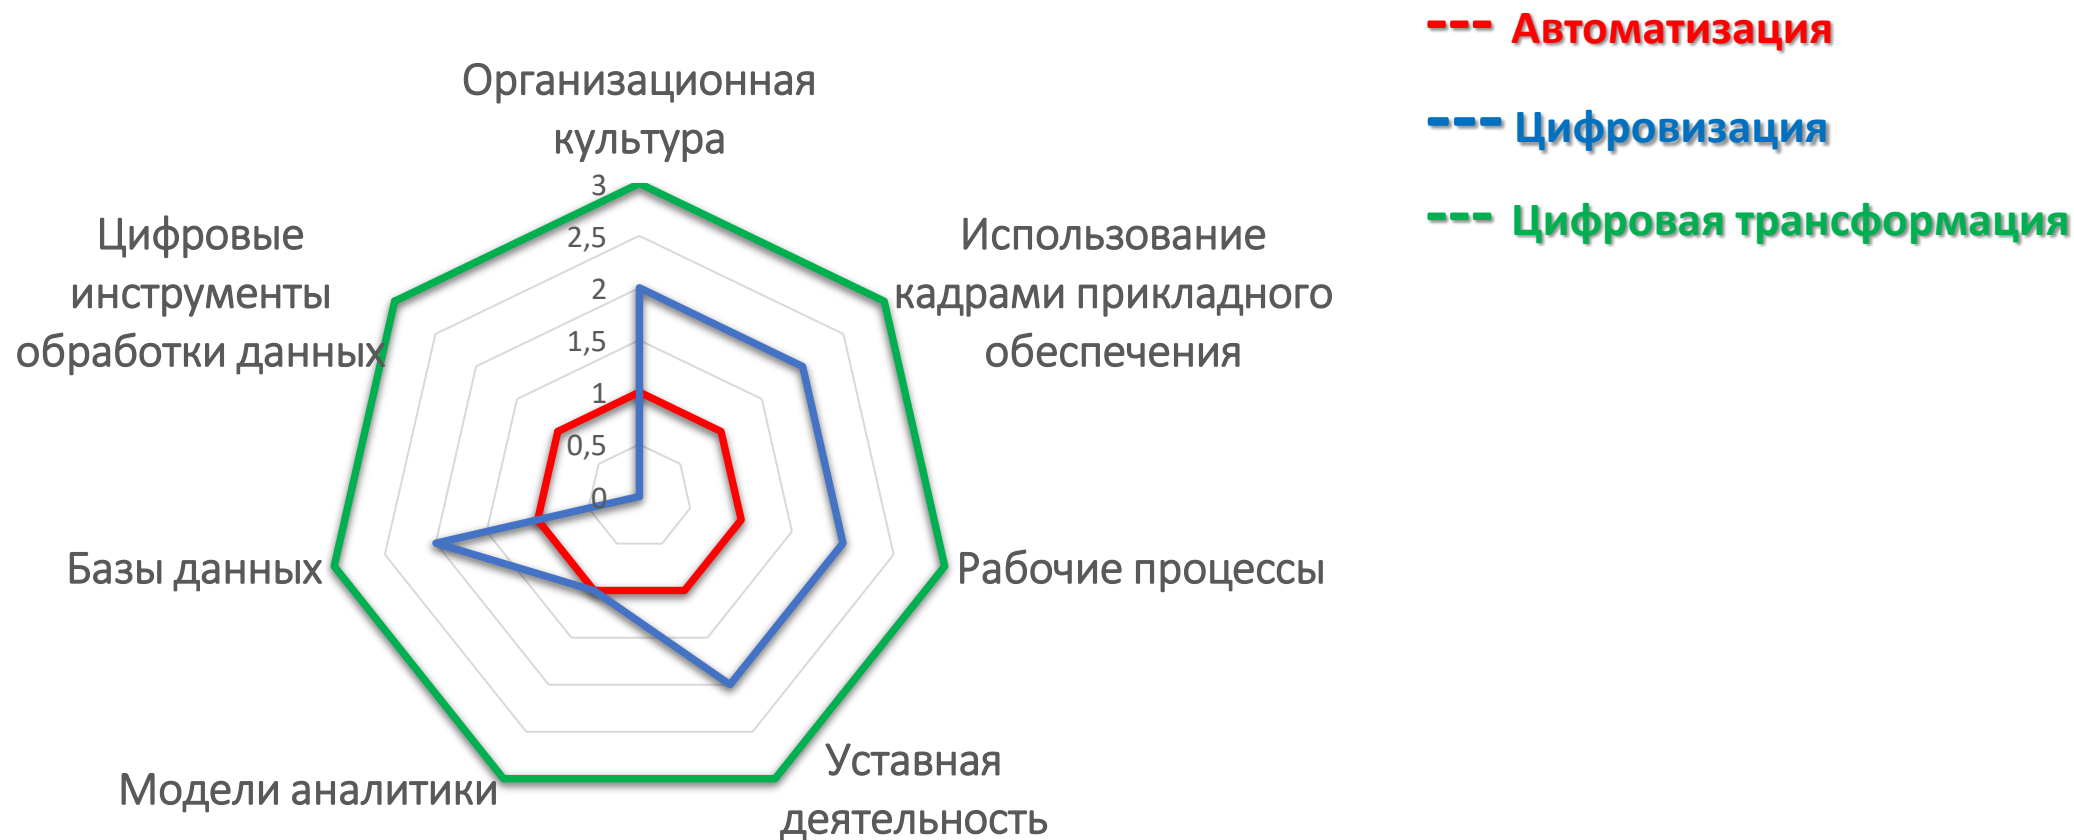 --- Автоматизация
--- Цифровизация
--- Цифровая трансформация
Организационная
культура
Использование
кадрами прикладного
обеспечения
Рабочие процессы
Уставная
деятельность
Модели аналитики
Базы данных
Цифровые
инструменты
обработки данных
3
2,5
2
1,5
1
0,5
0